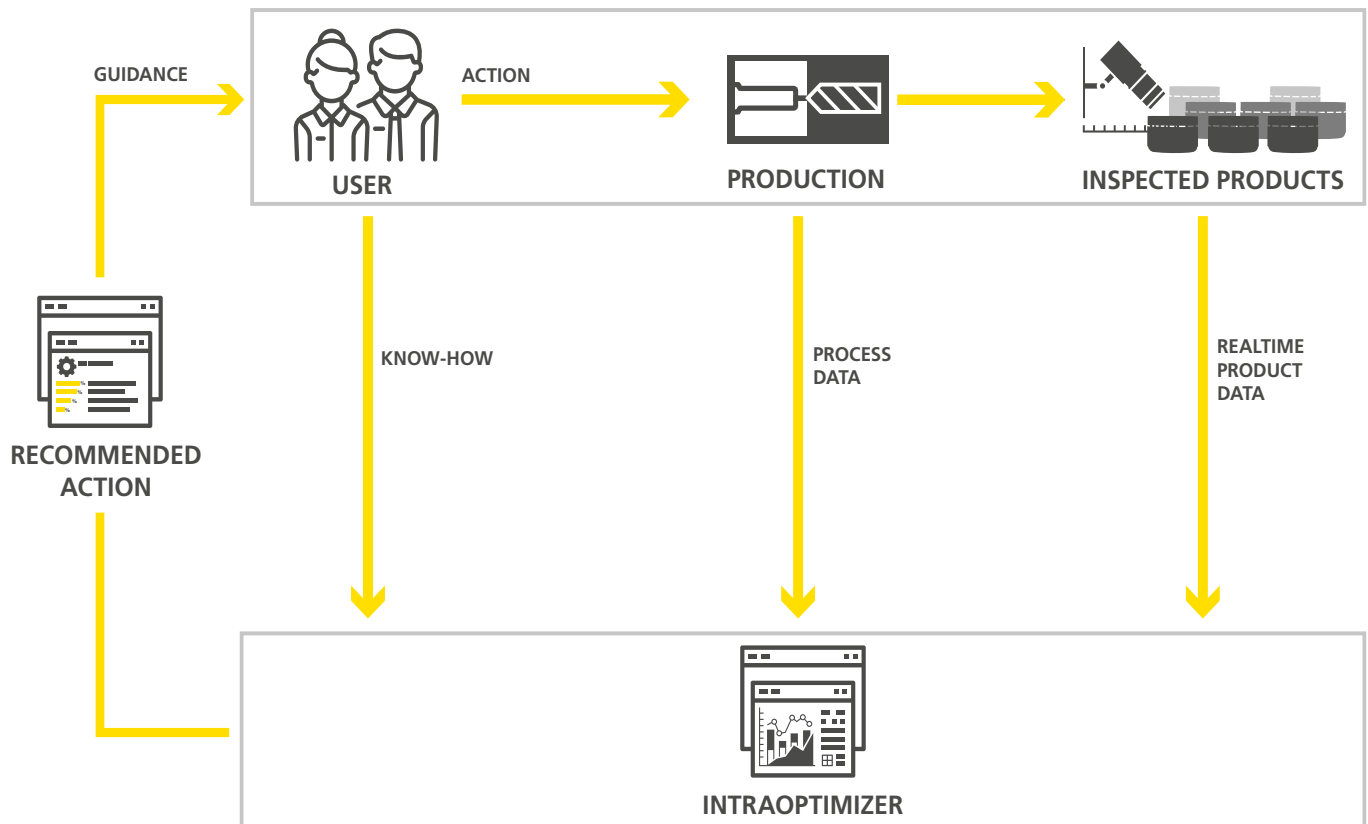 GUIDANCE
ACTION
USER
PRODUCTION
INSPECTED PRODUCTS
KNOW-HOW
PROCESS
DATA
REALTIME
PRODUCT
DATA
RECOMMENDED
ACTION
%
%
%
%
INTRAOPTIMIZER